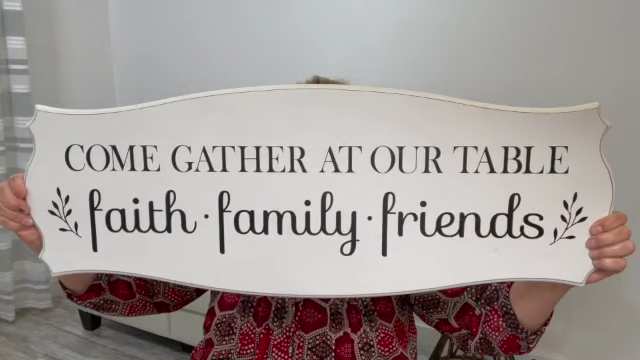 COME GATHER AT OUR TABLE
faith · family · friends